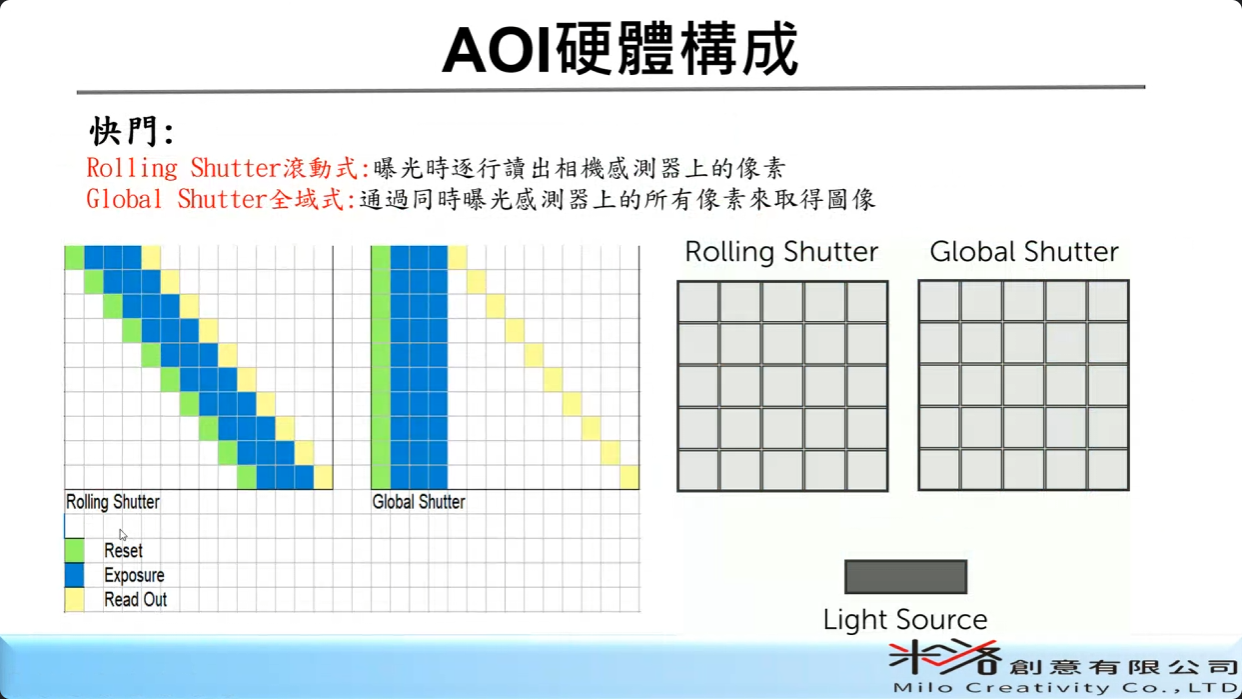 AOI硬體構成
快門:
Rolling Shutter滾動式:曝光時逐行讀出相機感測器上的像素
Global Shutter全域式:通過同時曝光感測器上的所有像素來取得圖像
Rolling Shutter
Global Shutter
Rolling Shutter
Global Shutter
Reset
Exposure
Read Out
Light Source
米洛創意有限公司
Milo Creativity Co.,LTD